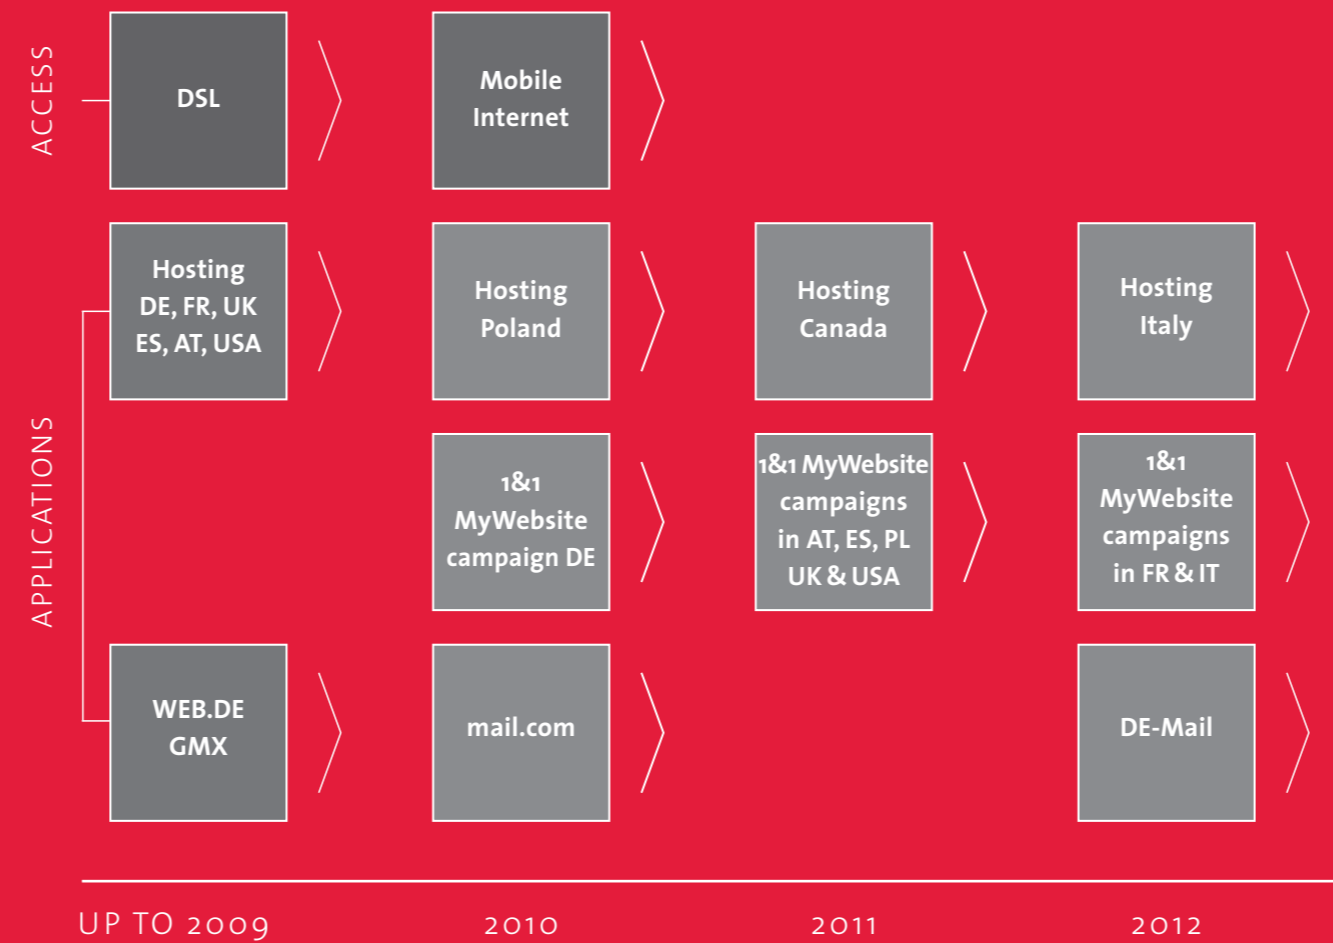 ACCESS
DSL
Mobile
Internet
APPLICATIONS
Hosting
DE, FR, UK
ES, AT, USA
Hosting
Poland
Hosting
Canada
Hosting
Italy
1&1
MyWebsite
campaign DE
1&1 MyWebsite
campaigns
in AT, ES, PL
UK & USA
1&1
MyWebsite
campaigns
in FR & IT
WEB.DE
GMX
mail.com
DE-Mail
UP TO 2009
2010
2011
2012